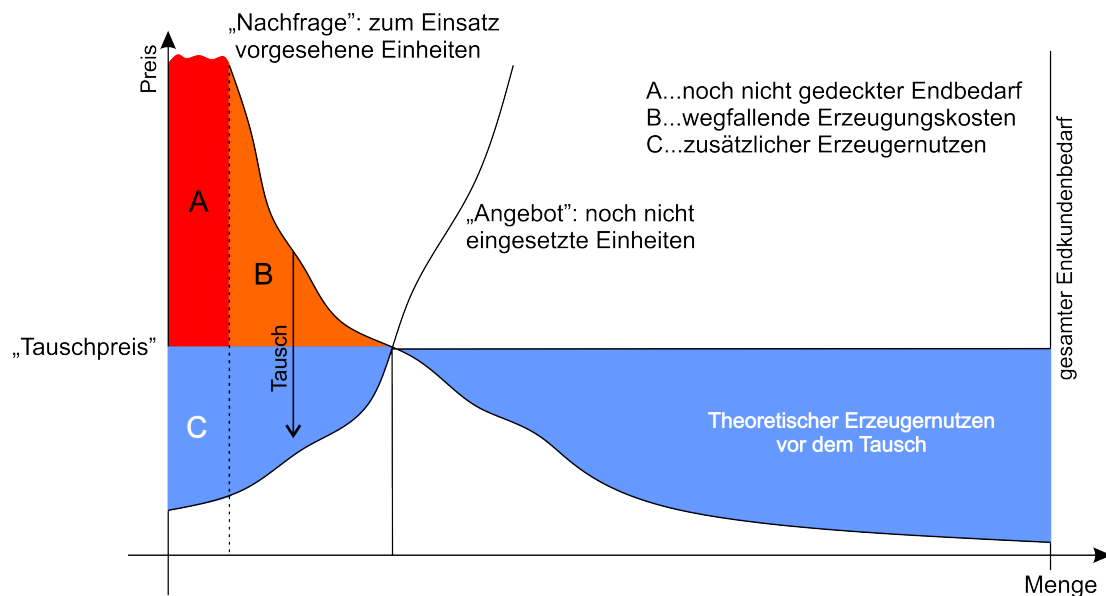 „Nachfrage”: zum Einsatz
vorgesehene Einheiten
Preis
A...noch nicht gedeckter Endbedarf
B...wegfallende Erzeugungskosten
C...zusätzlicher Erzeugernutzen
gesamter Endkundenbedarf
A
„Angebot”: noch nicht
eingesetzte Einheiten
B
„Tauschpreis”
Tausch
C
Theoretischer Erzeugernutzen
vor dem Tausch
Menge